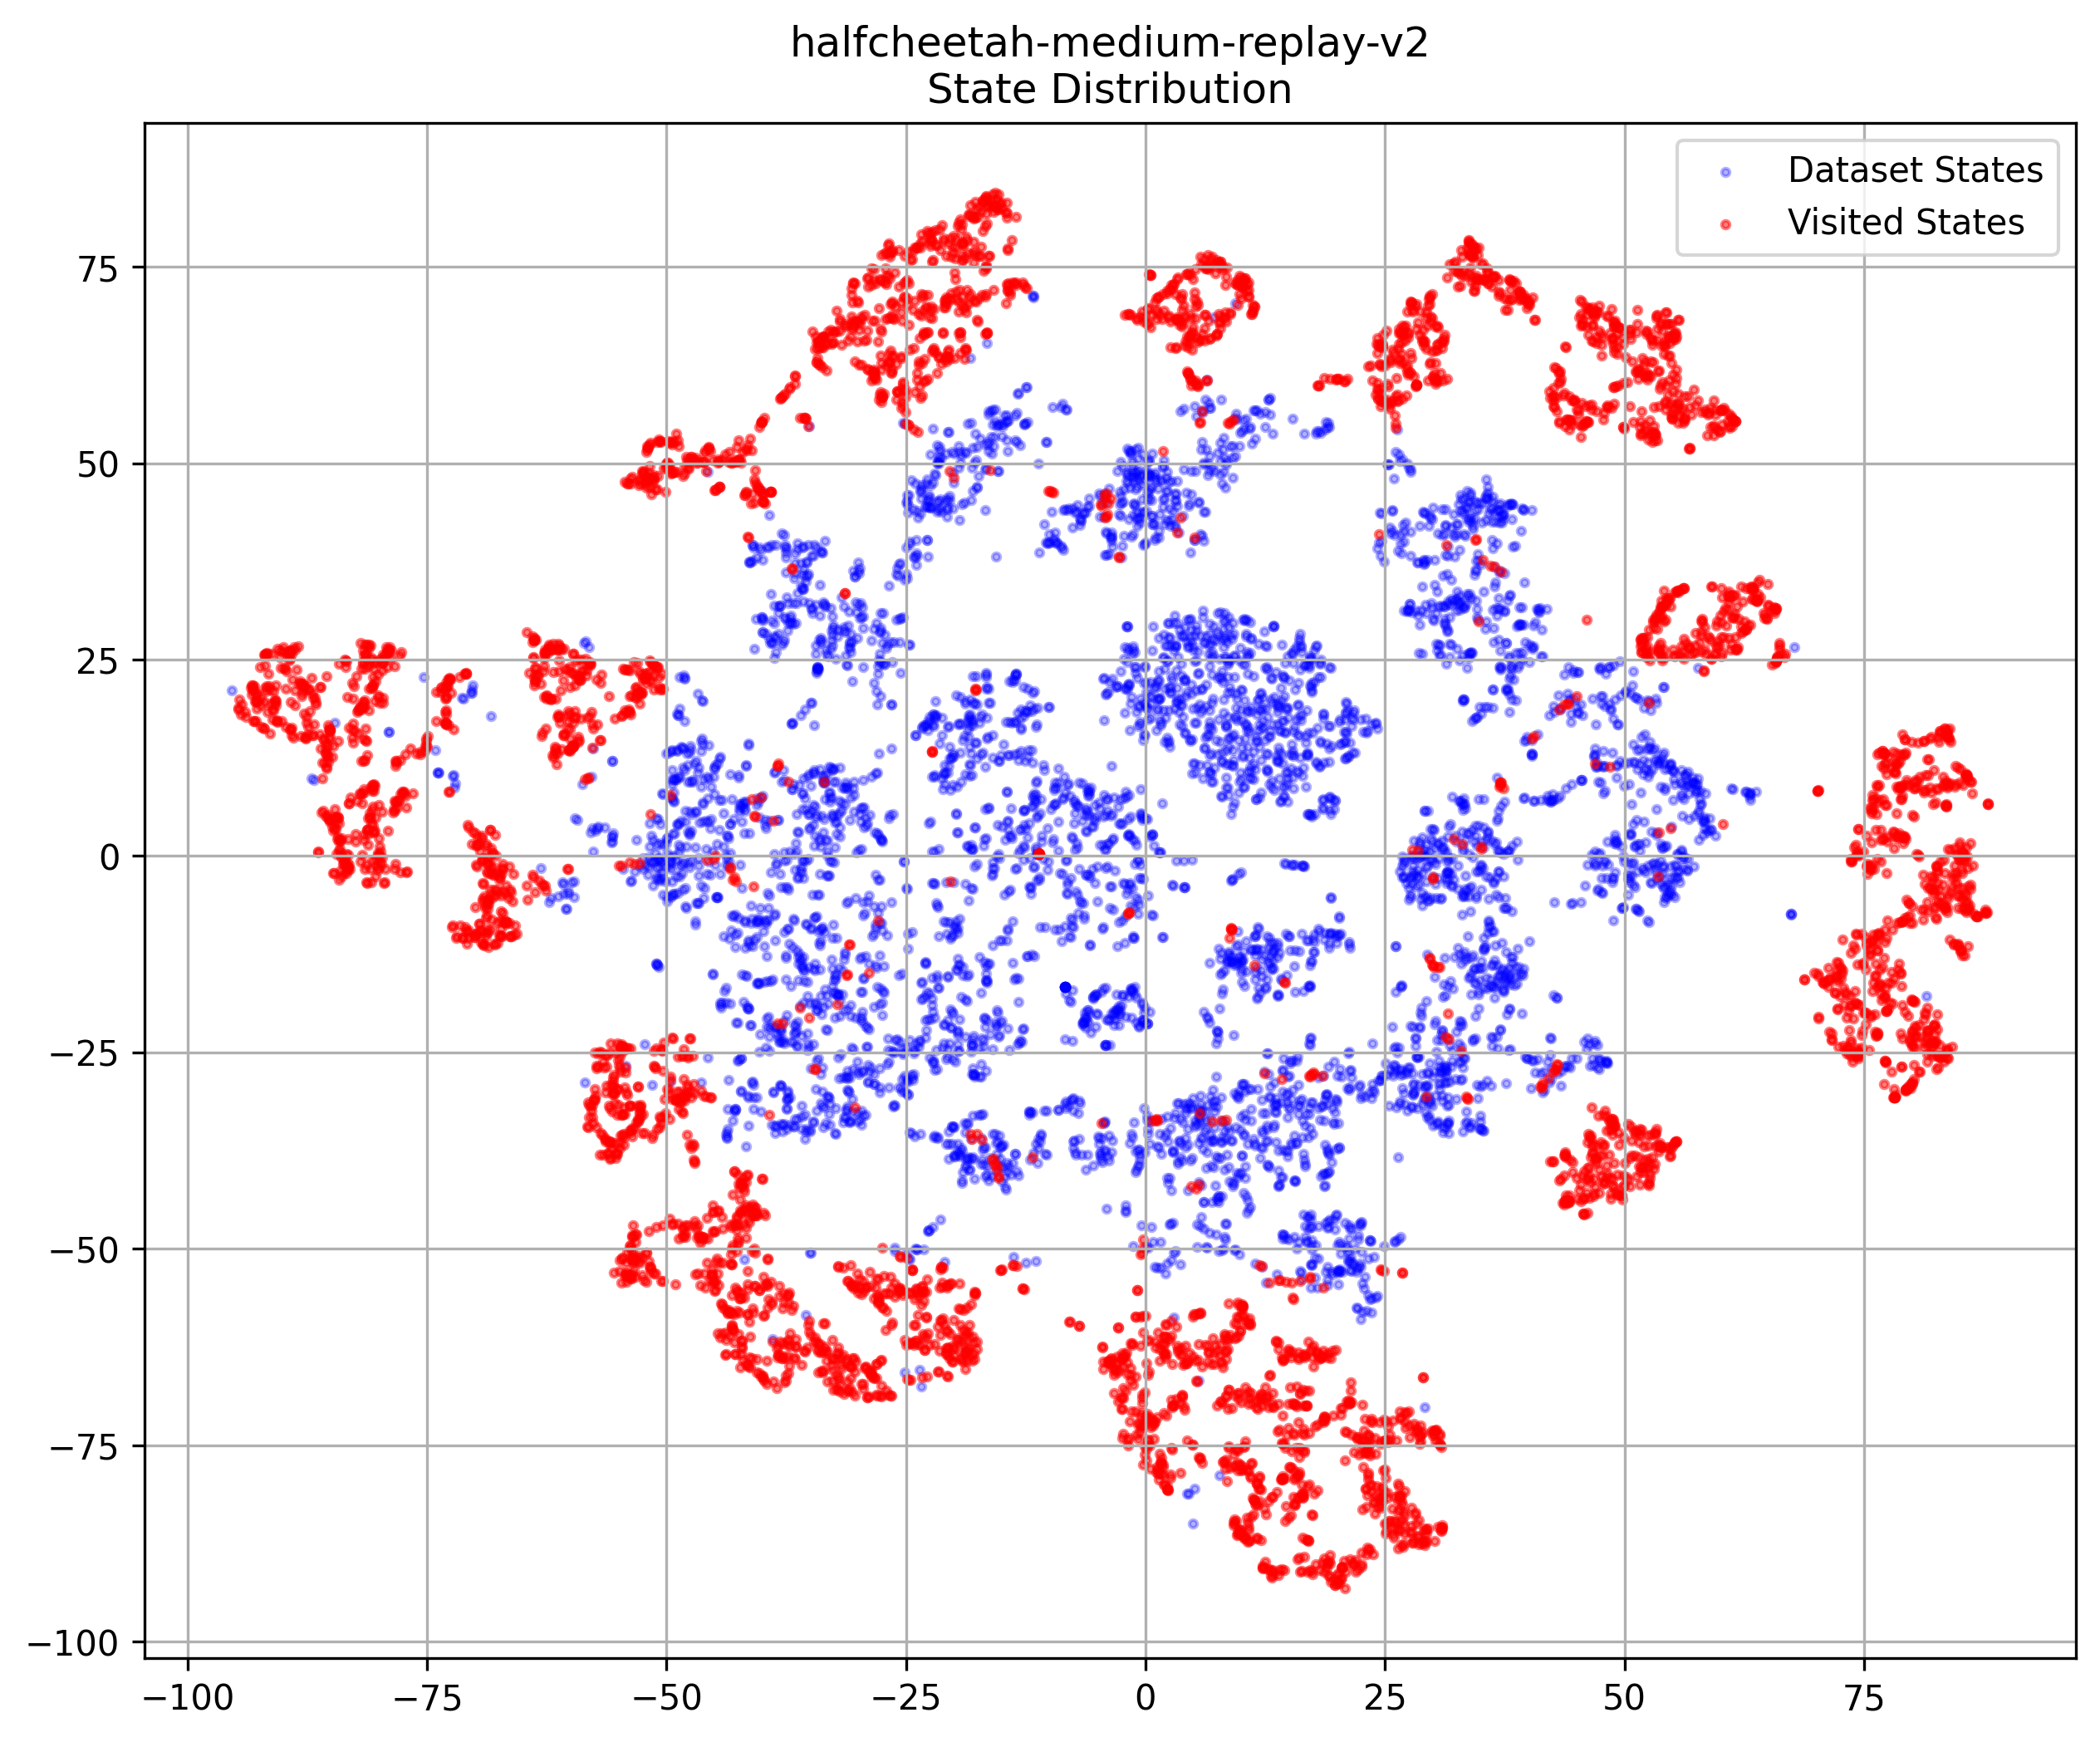 halfcheetah-medium-replay-v2
State Distribution
Dataset States
Visited States
75
50
25
0
−25
−50
−75
−100
−100 −75 −50 −25 0 25 50 75